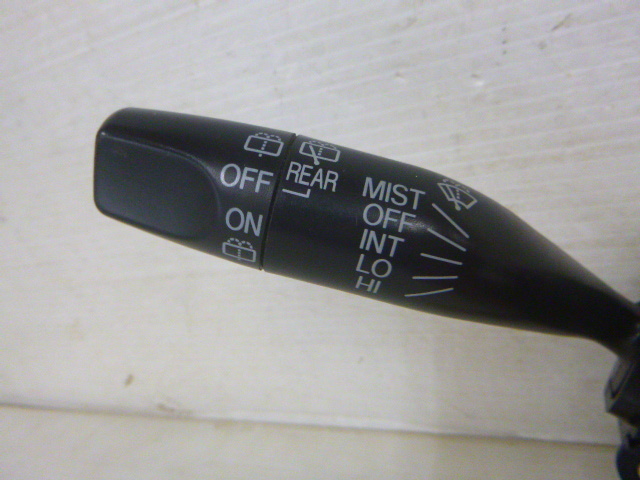 OFF
ON
REAR
MIST
OFF
INT
LO
HI